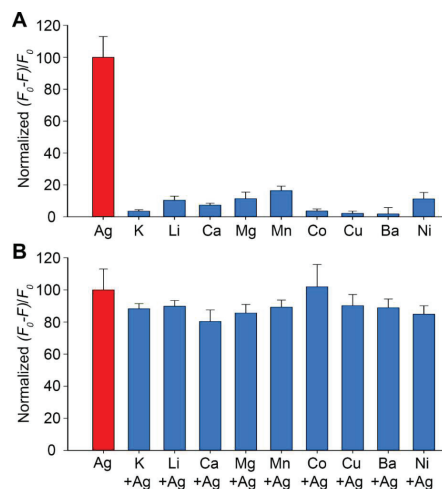 A
Normalized (F₀-F)/F₀
120
100
80
60
40
20
0
Ag K Li Ca Mg Mn Co Cu Ba Ni
B
Normalized (F₀-F)/F₀
120
100
80
60
40
20
0
Ag K Li Ca Mg Mn Co Cu Ba Ni
+Ag +Ag +Ag +Ag +Ag +Ag +Ag +Ag +Ag